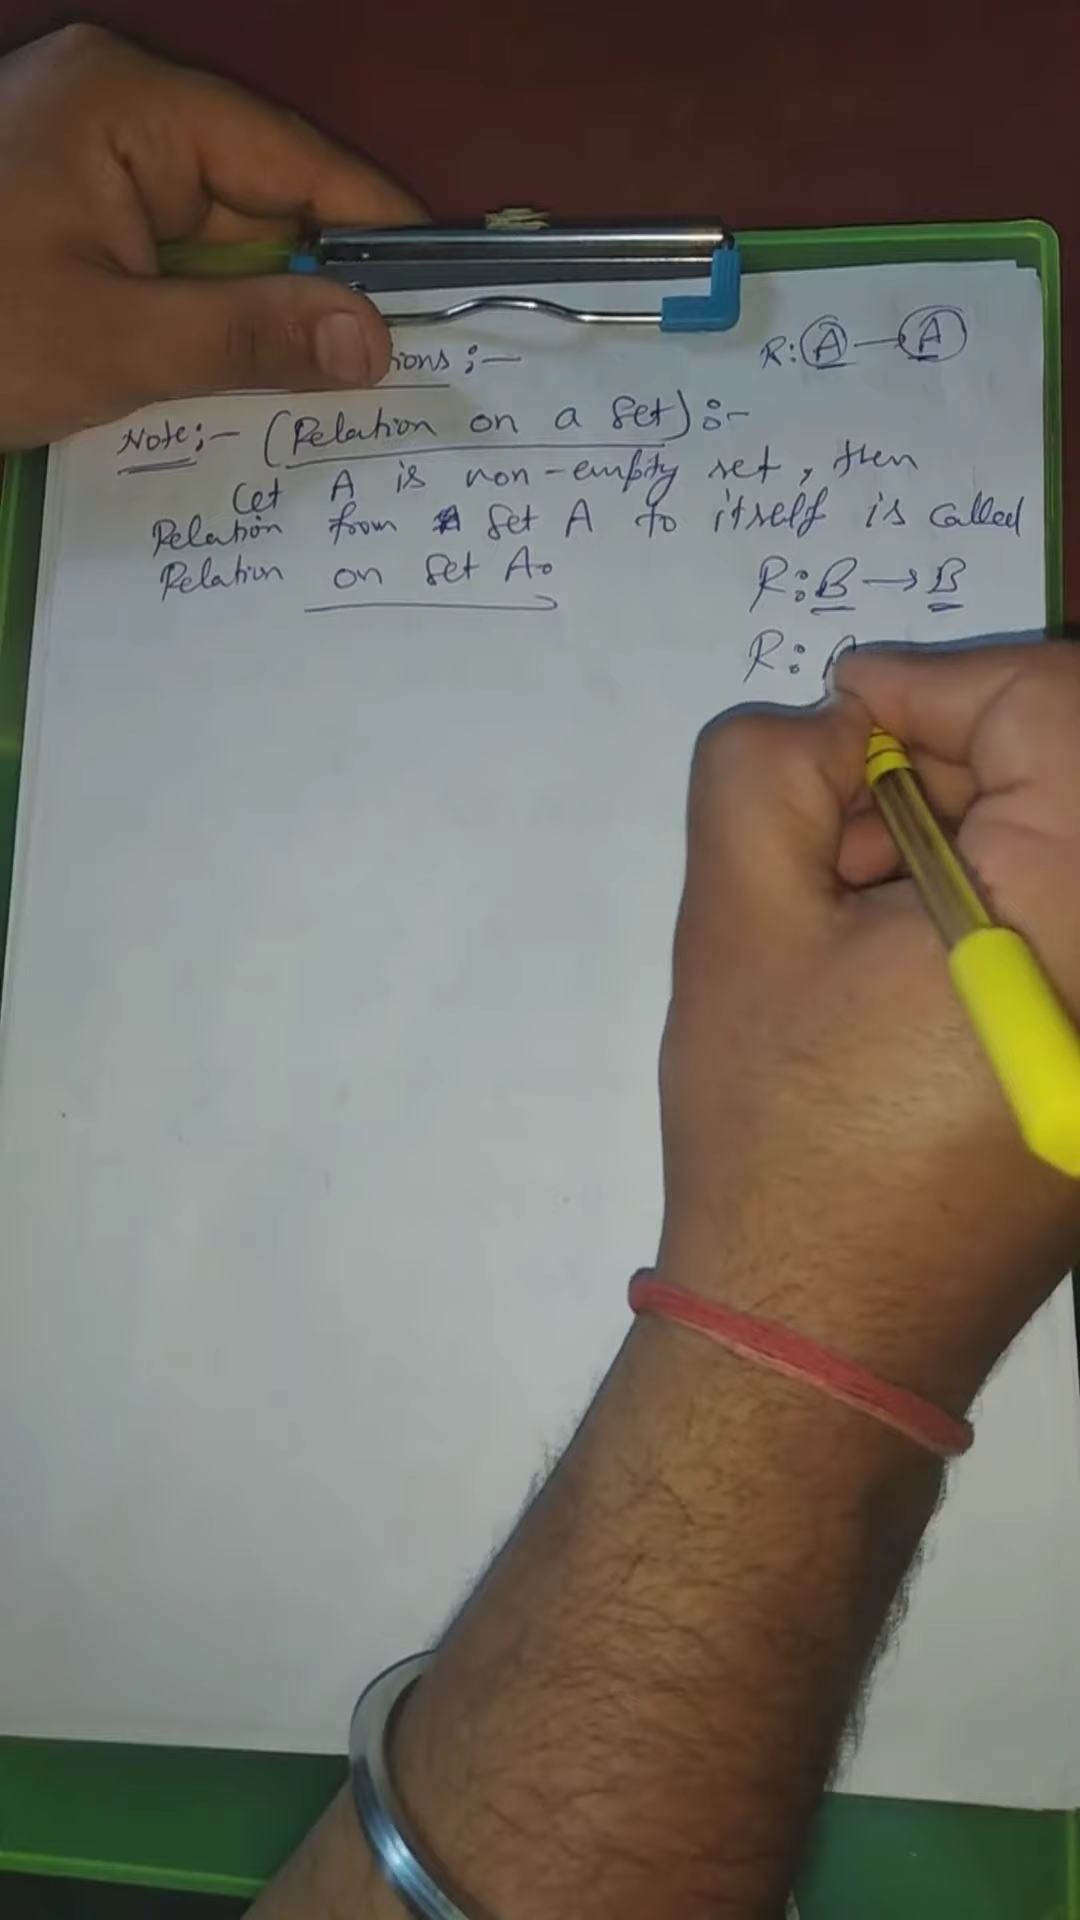 ions :-
R: A → A
Note:- (Relation on a Set):-
Let A is non-empty set, then
Relation from Set A to itself is called
Relation on Set A.
R: B → B
R: A